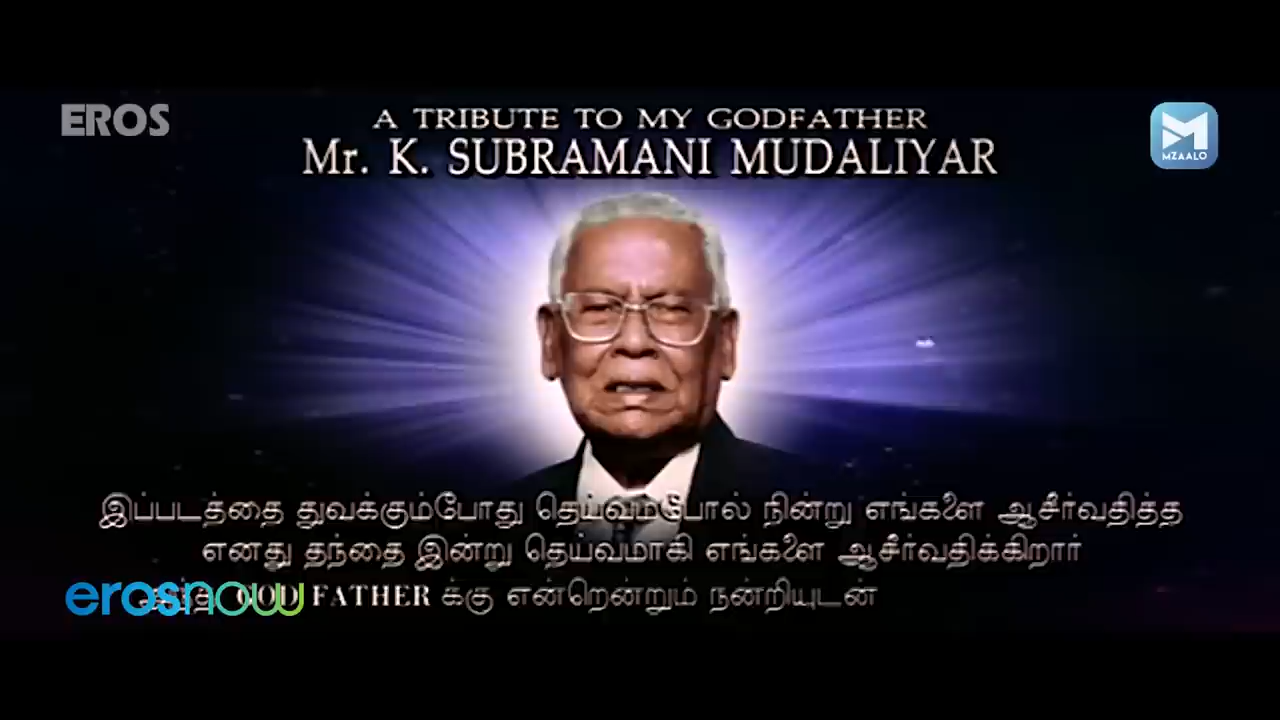 EROS
MZAALO
A TRIBUTE TO MY GODFATHER
Mr. K. SUBRAMANI MUDALIYAR
இப்படத்தை துவக்கும்போது தெய்வம்போல் நின்று எங்களை ஆசீர்வதித்த
எனது தந்தை இன்று தெய்வமாகி எங்களை ஆசீர்வதிக்கிறார்
GOD FATHER க்கு என்றென்றும் நன்றியுடன்
erosnow